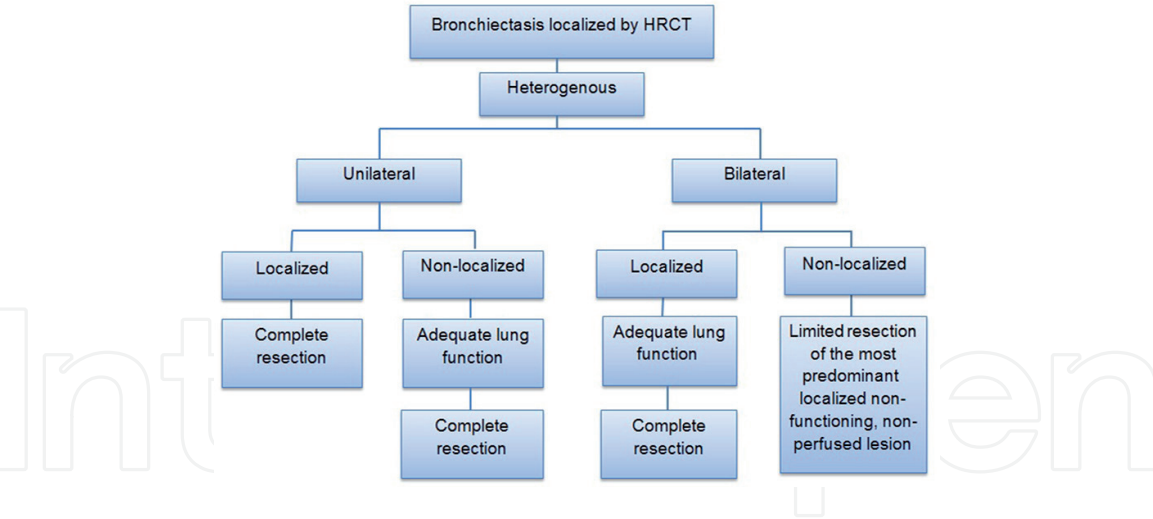 Bronchiectasis localized by HRCT
Heterogenous
Unilateral
Bilateral
Localized
Non-localized
Localized
Non-localized
Complete
resection
Adequate lung
function
Complete
resection
Adequate lung
function
Complete
resection
Limited resection
of the most
predominant
localized non-
functioning, non-
perfused lesion